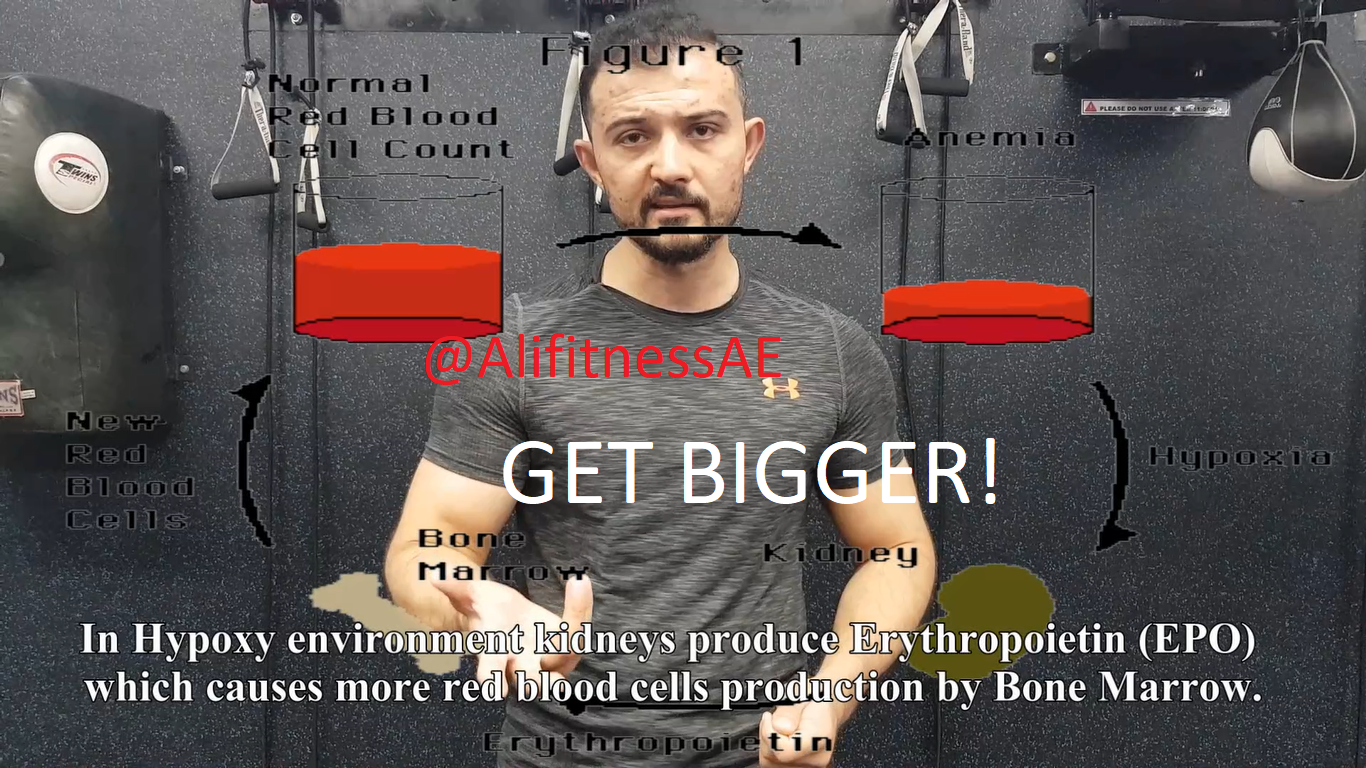 Figure 1
Normal
Red Blood
Cell Count
Anemia
PLEASE DO NOT USE
TWINS
SPECIAL
@AlifitnessAE
GET BIGGER!
New
Red
Blood
Cells
Hypoxia
Bone
Marrow
Kidney
In Hypoxy environment kidneys produce Erythropoietin (EPO)
which causes more red blood cells production by Bone Marrow.
Erythropoietin